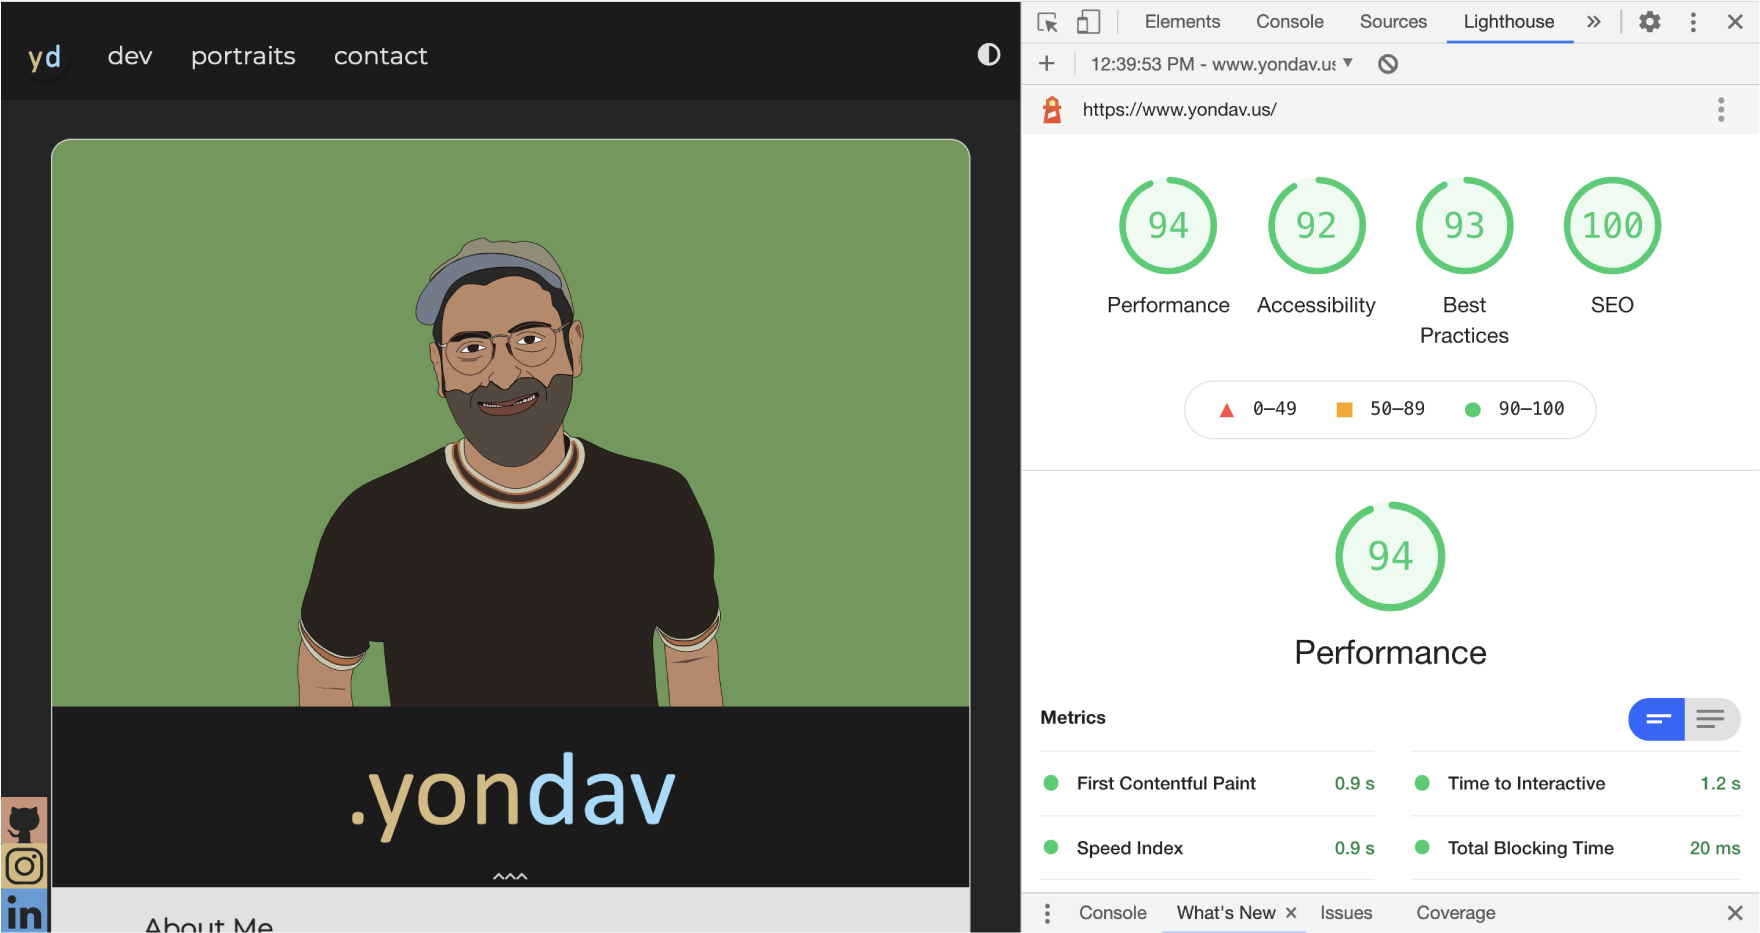 yd dev portraits contact
.yondav
About Me
in
Elements Console Sources Lighthouse »
12:39:53 PM - www.yondav.us
https://www.yondav.us/
94 92 93 100
Performance Accessibility Best Practices SEO
0–49 50–89 90–100
94
Performance
Metrics
First Contentful Paint 0.9 s Time to Interactive 1.2 s
Speed Index 0.9 s Total Blocking Time 20 ms
Console What's New × Issues Coverage